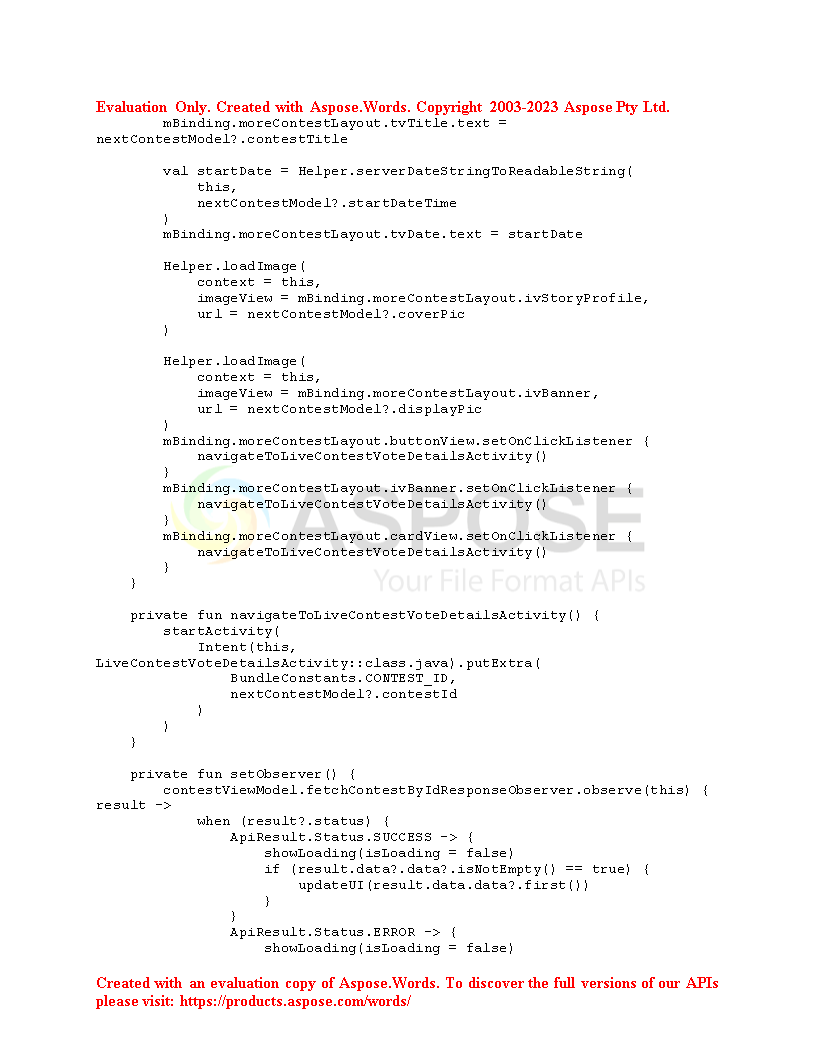 Evaluation Only. Created with Aspose.Words. Copyright 2003-2023 Aspose Pty Ltd.
        mBinding.moreContestLayout.tvTitle.text =
nextContestModel?.contestTitle

        val startDate = Helper.serverDateStringToReadableString(
            this,
            nextContestModel?.startDateTime
        )
        mBinding.moreContestLayout.tvDate.text = startDate

        Helper.loadImage(
            context = this,
            imageView = mBinding.moreContestLayout.ivStoryProfile,
            url = nextContestModel?.coverPic
        )

        Helper.loadImage(
            context = this,
            imageView = mBinding.moreContestLayout.ivBanner,
            url = nextContestModel?.displayPic
        )
        mBinding.moreContestLayout.buttonView.setOnClickListener {
            navigateToLiveContestVoteDetailsActivity()
        }
        mBinding.moreContestLayout.ivBanner.setOnClickListener {
            navigateToLiveContestVoteDetailsActivity()
        }
        mBinding.moreContestLayout.cardView.setOnClickListener {
            navigateToLiveContestVoteDetailsActivity()
        }
    }
ASPOSE
Your File Format APIs

    private fun navigateToLiveContestVoteDetailsActivity() {
        startActivity(
            Intent(this,
LiveContestVoteDetailsActivity::class.java).putExtra(
                BundleConstants.CONTEST_ID,
                nextContestModel?.contestId
            )
        )
    }

    private fun setObserver() {
        contestViewModel.fetchContestByIdResponseObserver.observe(this) {
result ->
            when (result?.status) {
                ApiResult.Status.SUCCESS -> {
                    showLoading(isLoading = false)
                    if (result.data?.data?.isNotEmpty() == true) {
                        updateUI(result.data.data?.first())
                    }
                }
                ApiResult.Status.ERROR -> {
                    showLoading(isLoading = false)

Created with an evaluation copy of Aspose.Words. To discover the full versions of our APIs
please visit: https://products.aspose.com/words/